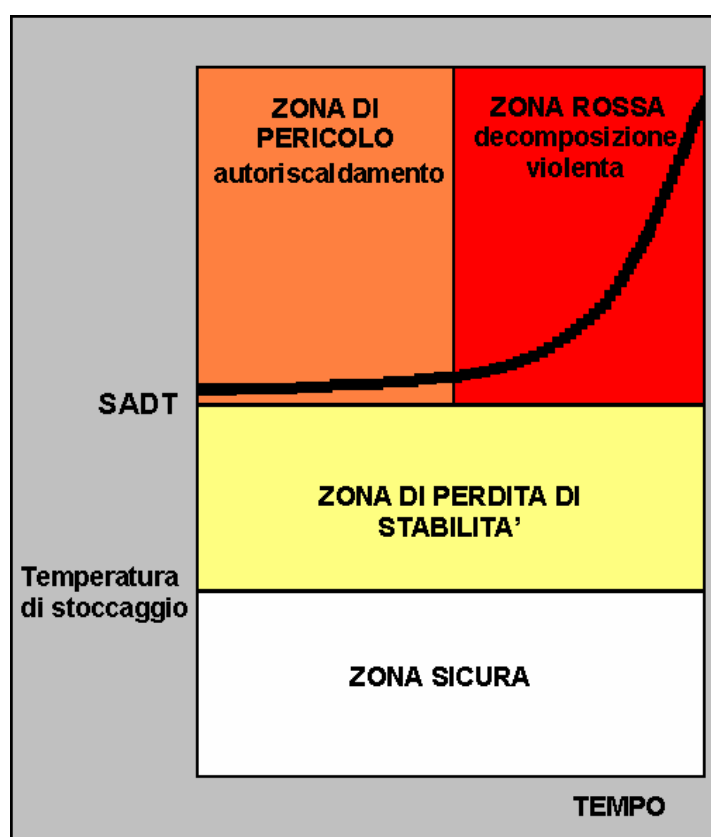 ZONA DI
PERICOLO
autoriscaldamento
ZONA ROSSA
decomposizione
violenta
SADT
ZONA DI PERDITA DI
STABILITA’
Temperatura
di stoccaggio
ZONA SICURA
TEMPO